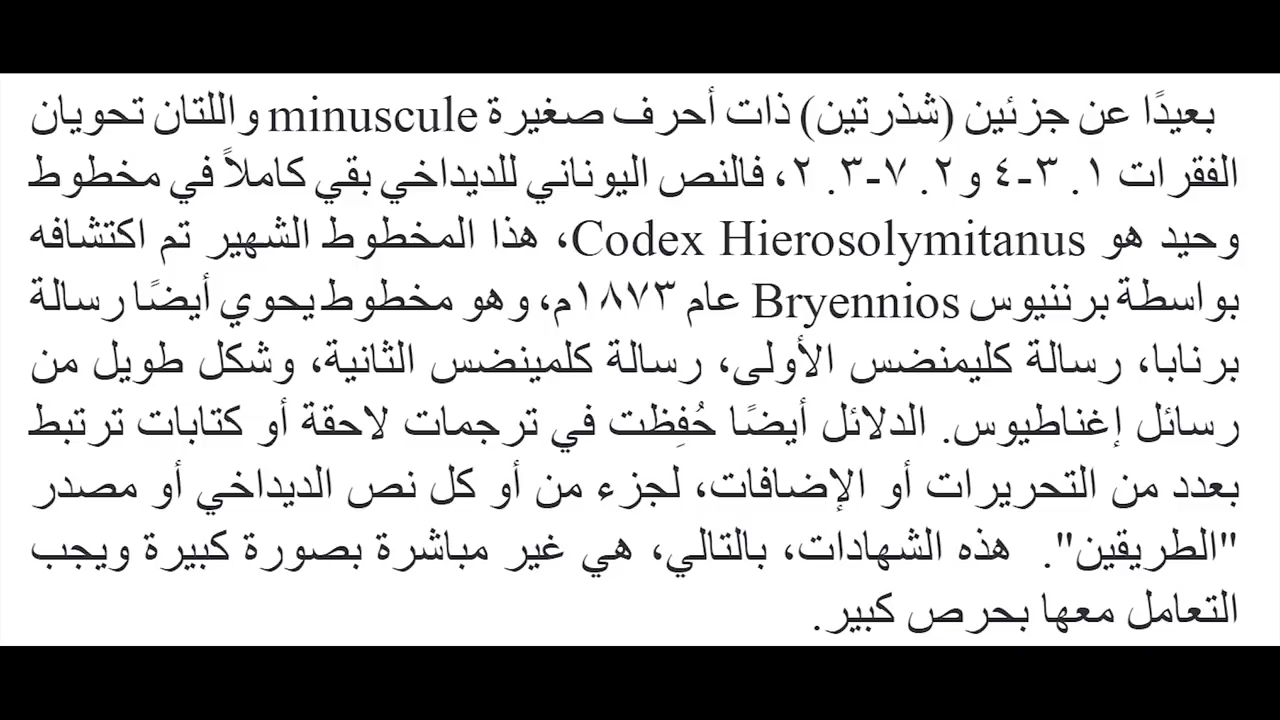 بعيدًا عن جزئين (شذرتين) ذات أحرف صغيرة minuscule واللتان تحويان
الفقرات ١. ٣-٤ و٢. ٧-٣. ٢، فالنص اليوناني للديداخي بقي كاملاً في مخطوط
وحيد هو Codex Hierosolymitanus، هذا المخطوط الشهير تم اكتشافه
بواسطة برننيوس Bryennios عام ١٨٧٣م، وهو مخطوط يحوي أيضًا رسالة
برنابا، رسالة كليمنضس الأولى، رسالة كلمينضس الثانية، وشكل طويل من
رسائل إغناطيوس. الدلائل أيضًا حُفِظت في ترجمات لاحقة أو كتابات ترتبط
بعدد من التحريرات أو الإضافات، لجزء من أو كل نص الديداخي أو مصدر
"الطريقين". هذه الشهادات، بالتالي، هي غير مباشرة بصورة كبيرة ويجب
التعامل معها بحرص كبير.